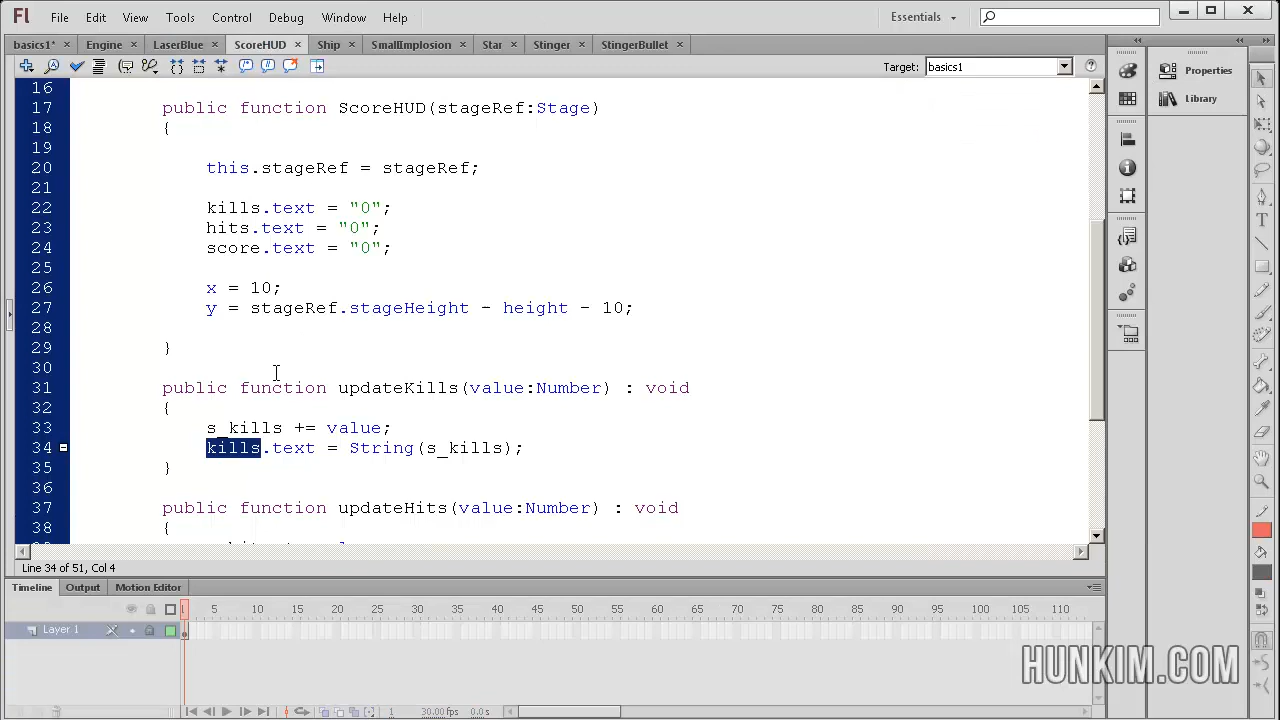 Fl File Edit View Tools Control Debug Window Help Essentials
basics1* × Engine × LaserBlue × ScoreHUD × Ship × SmallImplosion × Star × Stinger × StingerBullet ×
Target: basics1
Properties
Library
16
17 public function ScoreHUD(stageRef:Stage)
18 {
19
20 this.stageRef = stageRef;
21
22 kills.text = "0";
23 hits.text = "0";
24 score.text = "0";
25
26 x = 10;
27 y = stageRef.stageHeight - height - 10;
28
29 }
30
31 public function updateKills(value:Number) : void
32 {
33 s_kills += value;
34 kills.text = String(s_kills);
35 }
36
37 public function updateHits(value:Number) : void
38 {
Line 34 of 51, Col 4
Timeline Output Motion Editor
5 10 15 20 25 30 35 40 45 50 55 60 65 70 75 80 85 90 95 100 105 110
Layer 1
1 30.00 fps 0.0 s
HUNKIM.COM